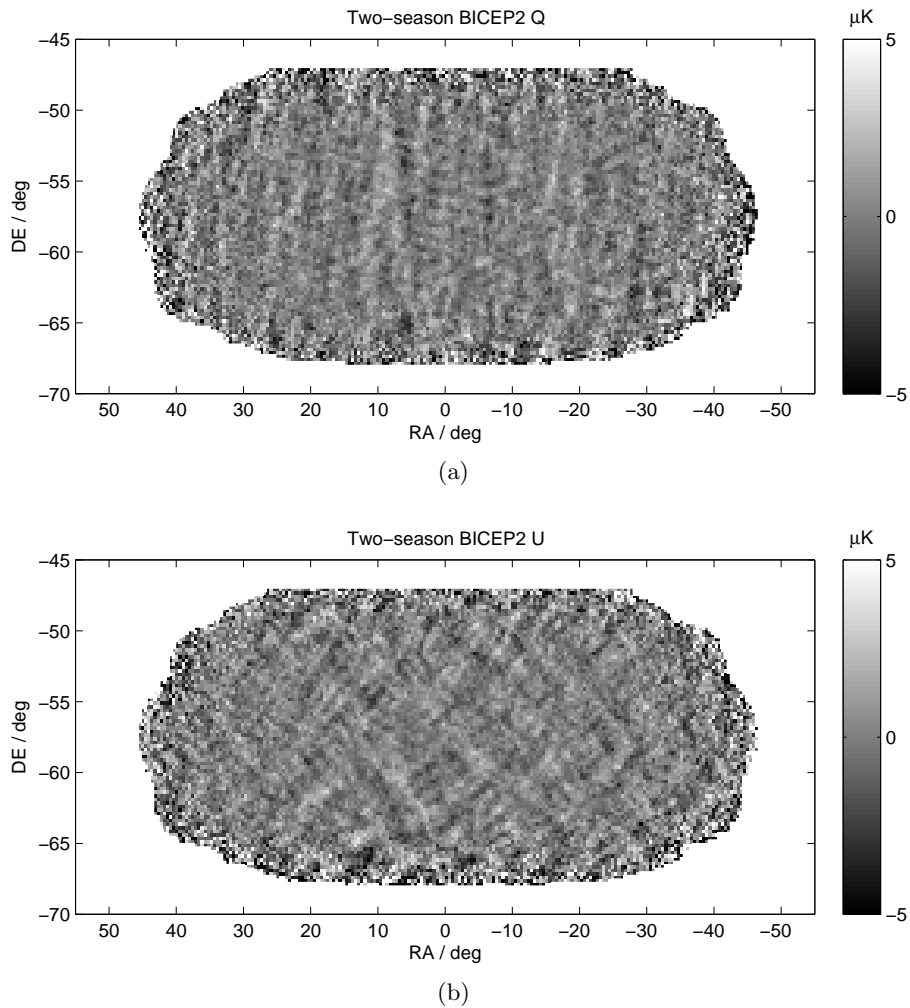 Two−season BICEP2 Q
μK
−45
−50
−55
−60
−65
−70
DE / deg
50 40 30 20 10 0 −10 −20 −30 −40 −50
RA / deg
5
0
−5
(a)
Two−season BICEP2 U
μK
−45
−50
−55
−60
−65
−70
DE / deg
50 40 30 20 10 0 −10 −20 −30 −40 −50
RA / deg
5
0
−5
(b)